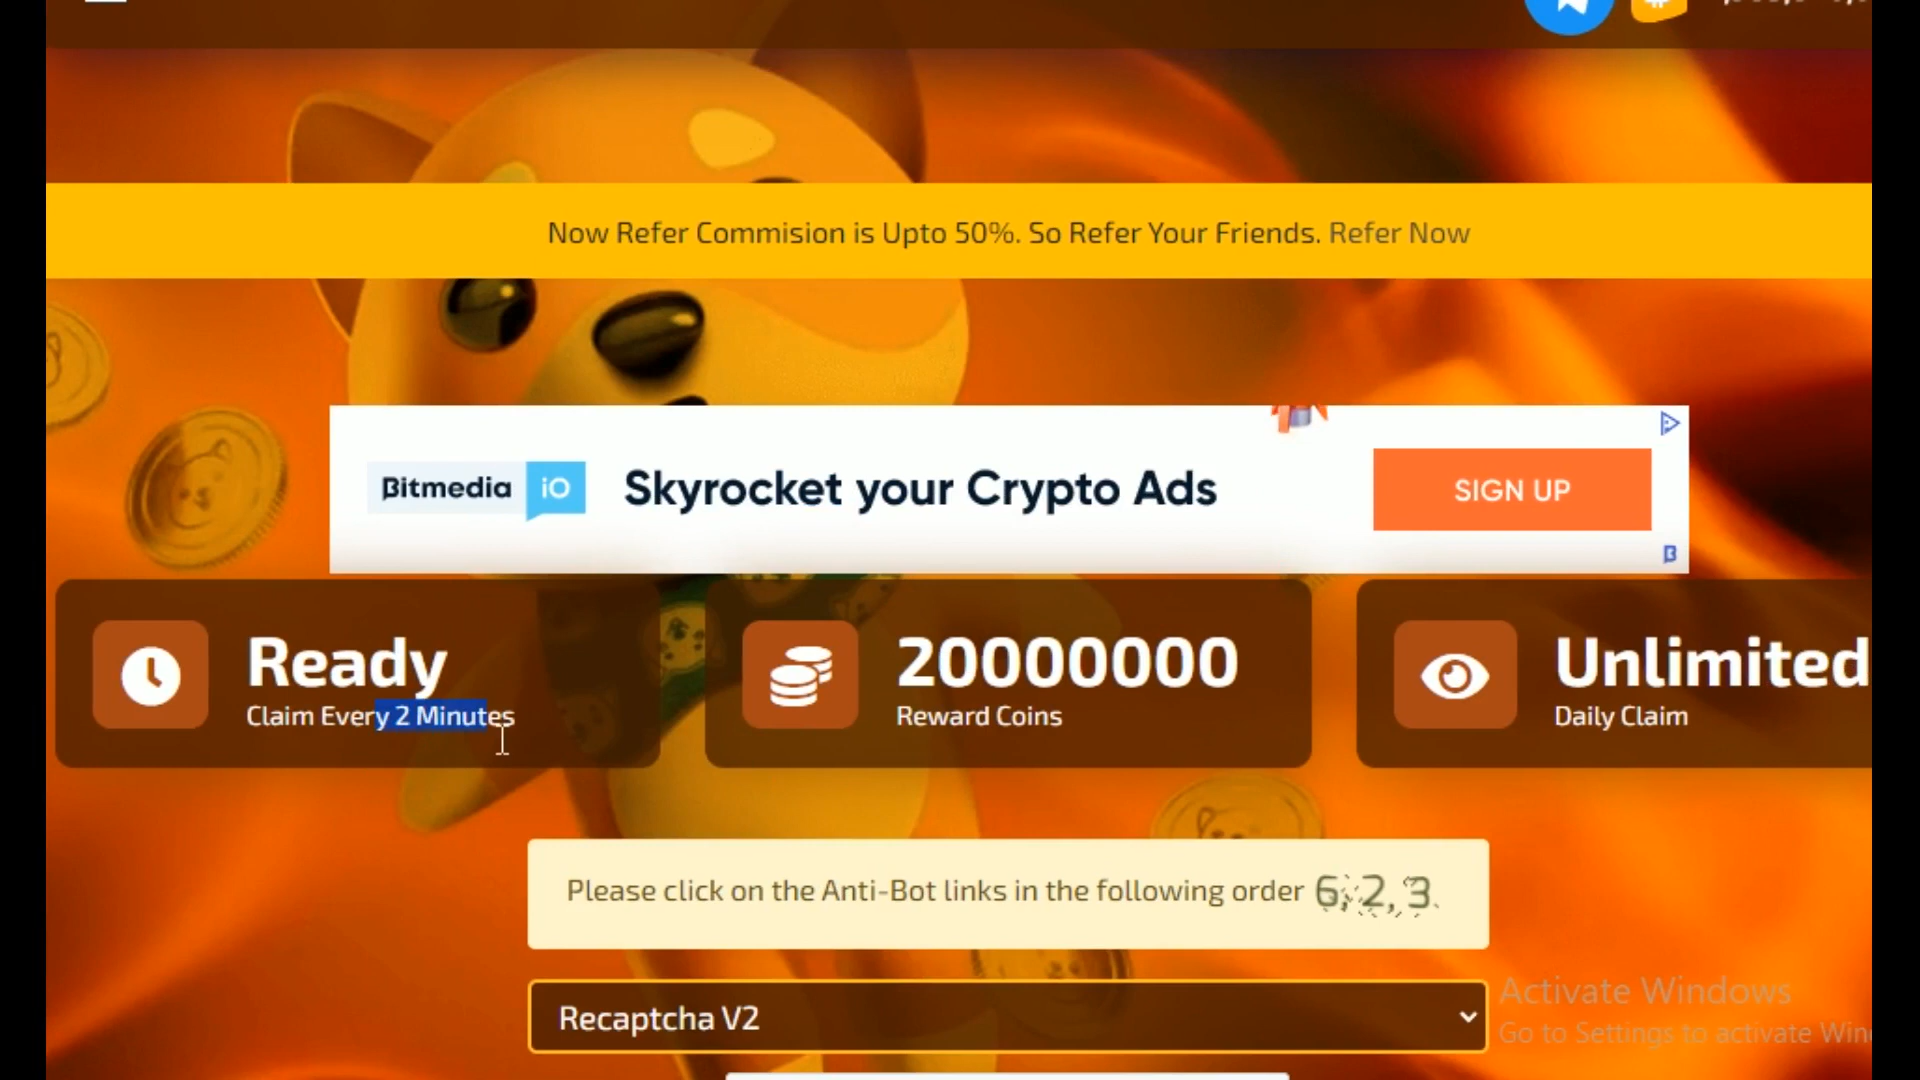 Now Refer Commision is Upto 50%. So Refer Your Friends. Refer Now
Bitmedia iO
Skyrocket your Crypto Ads
SIGN UP
Ready
Claim Every 2 Minutes
20000000
Reward Coins
Unlimited
Daily Claim
Please click on the Anti-Bot links in the following order 6, 2, 3
Recaptcha V2
Activate Windows
Go to Settings to activate Win